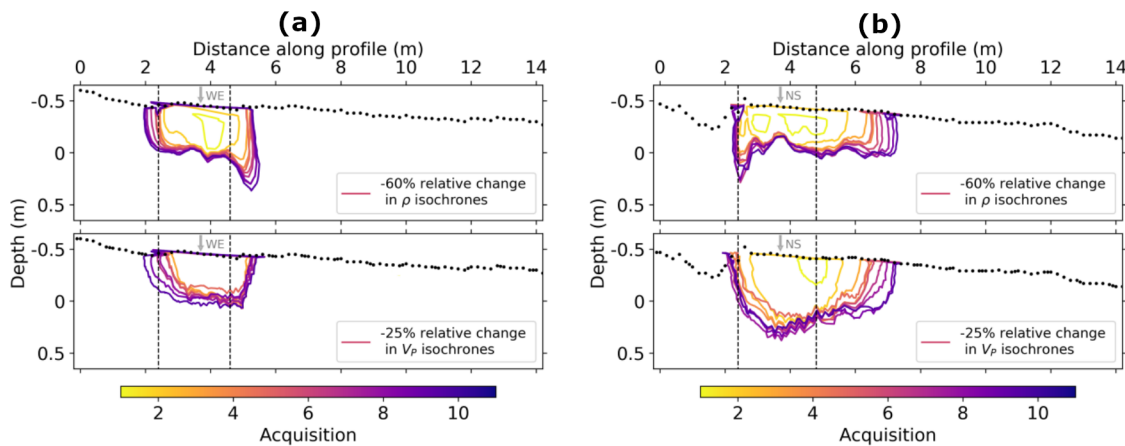 (a)
Distance along profile (m)
0 2 4 6 8 10 12 14
-0.5
0
0.5
WE
-60% relative change
in ρ isochrones
Depth (m)
-0.5
0
0.5
WE
-25% relative change
in VP isochrones
2 4 6 8 10
Acquisition
(b)
Distance along profile (m)
0 2 4 6 8 10 12 14
-0.5
0
0.5
NS
-60% relative change
in ρ isochrones
Depth (m)
-0.5
0
0.5
NS
-25% relative change
in VP isochrones
2 4 6 8 10
Acquisition